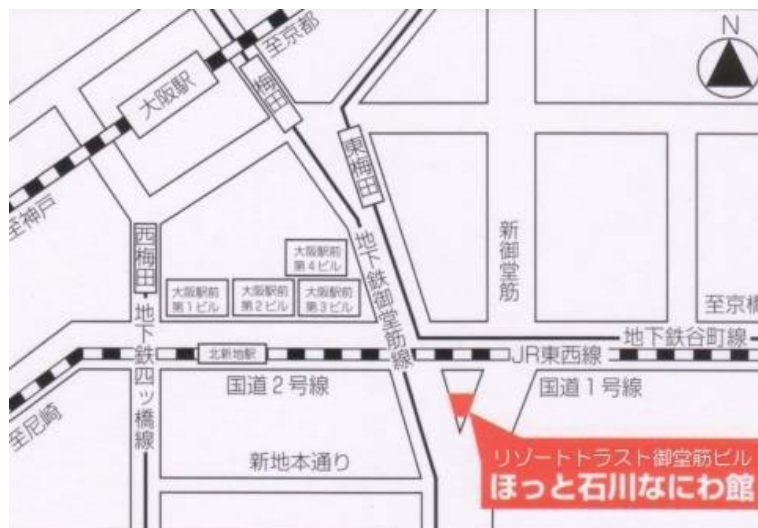 N
至京都
大阪駅
梅田
東梅田
至神戸
西梅田
新御堂筋
大阪駅前
第4ビル
大阪駅前
第1ビル
大阪駅前
第2ビル
大阪駅前
第3ビル
地下鉄御堂筋線
至京橋
地下鉄谷町線
地下鉄四ッ橋線
北新地駅
JR東西線
国道2号線
国道1号線
至尼崎
新地本通り
リゾートトラスト御堂筋ビル
ほっと石川なにわ館